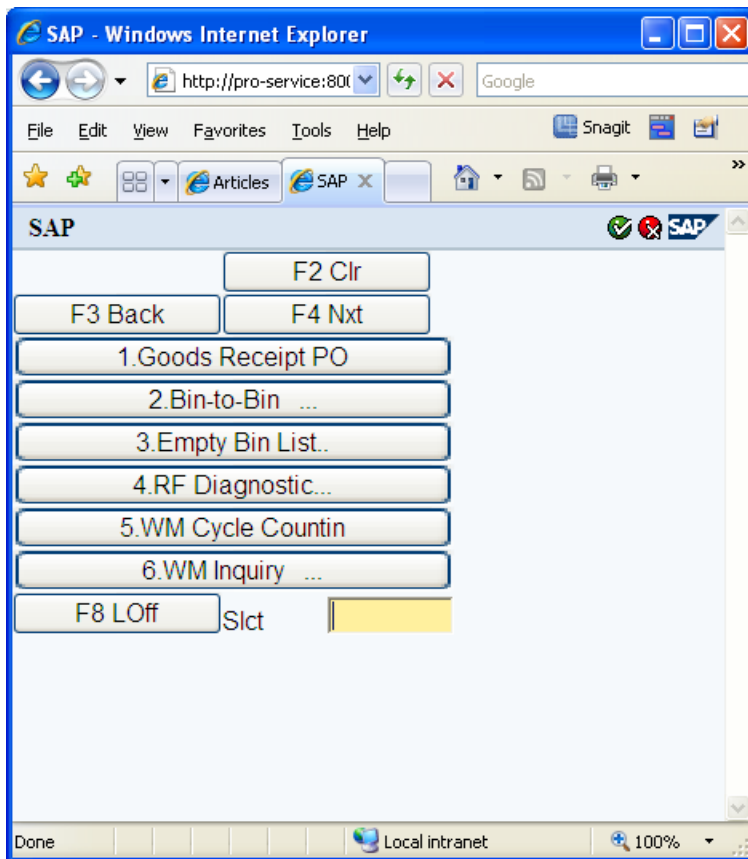 SAP - Windows Internet Explorer
http://pro-service:800 Google
File Edit View Favorites Tools Help Snagit
Articles SAP X »
SAP SAP
F2 Clr
F3 Back F4 Nxt
1.Goods Receipt PO
2.Bin-to-Bin ...
3.Empty Bin List..
4.RF Diagnostic...
5.WM Cycle Countin
6.WM Inquiry ...
F8 LOff Slct
Done Local intranet 100%